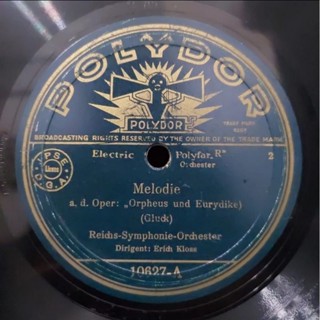 POLYDOR
POLYDOR
BROADCASTING RIGHTS RESERVED BY THE OWNER OF THE TRADE MARK
Electric Polyfar, R* 2
Orchester
Melodie
a. d. Oper: „Orpheus und Eurydike)
(Gluck)
Reichs-Symphonie-Orchester
Dirigent: Erich Kloss
10627-A